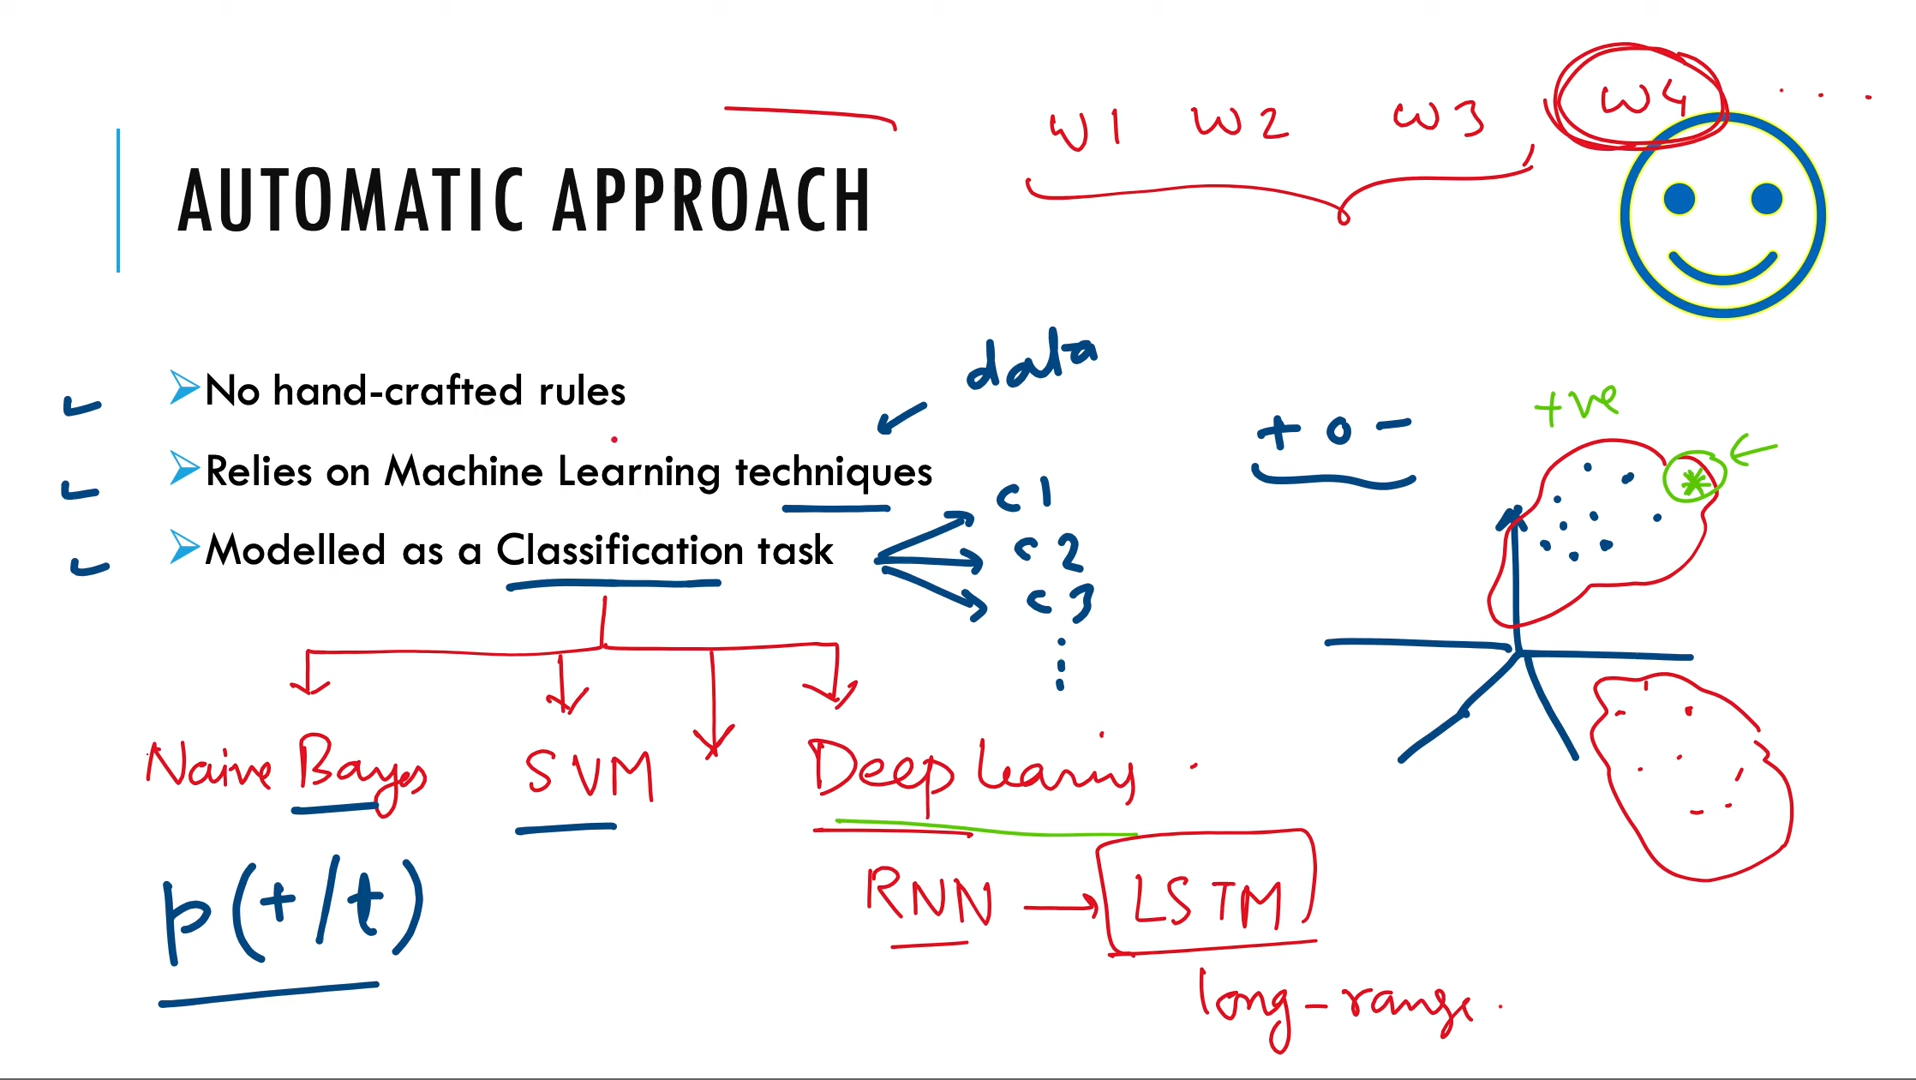 w1 w2 w3 w4 . . .
AUTOMATIC APPROACH
data
No hand-crafted rules
+ve
+ 0 -
Relies on Machine Learning techniques
c1
Modelled as a Classification task
c2
c3
Naive Bayes SVM Deep Learning
p(+/t)
RNN → LSTM
long-range.